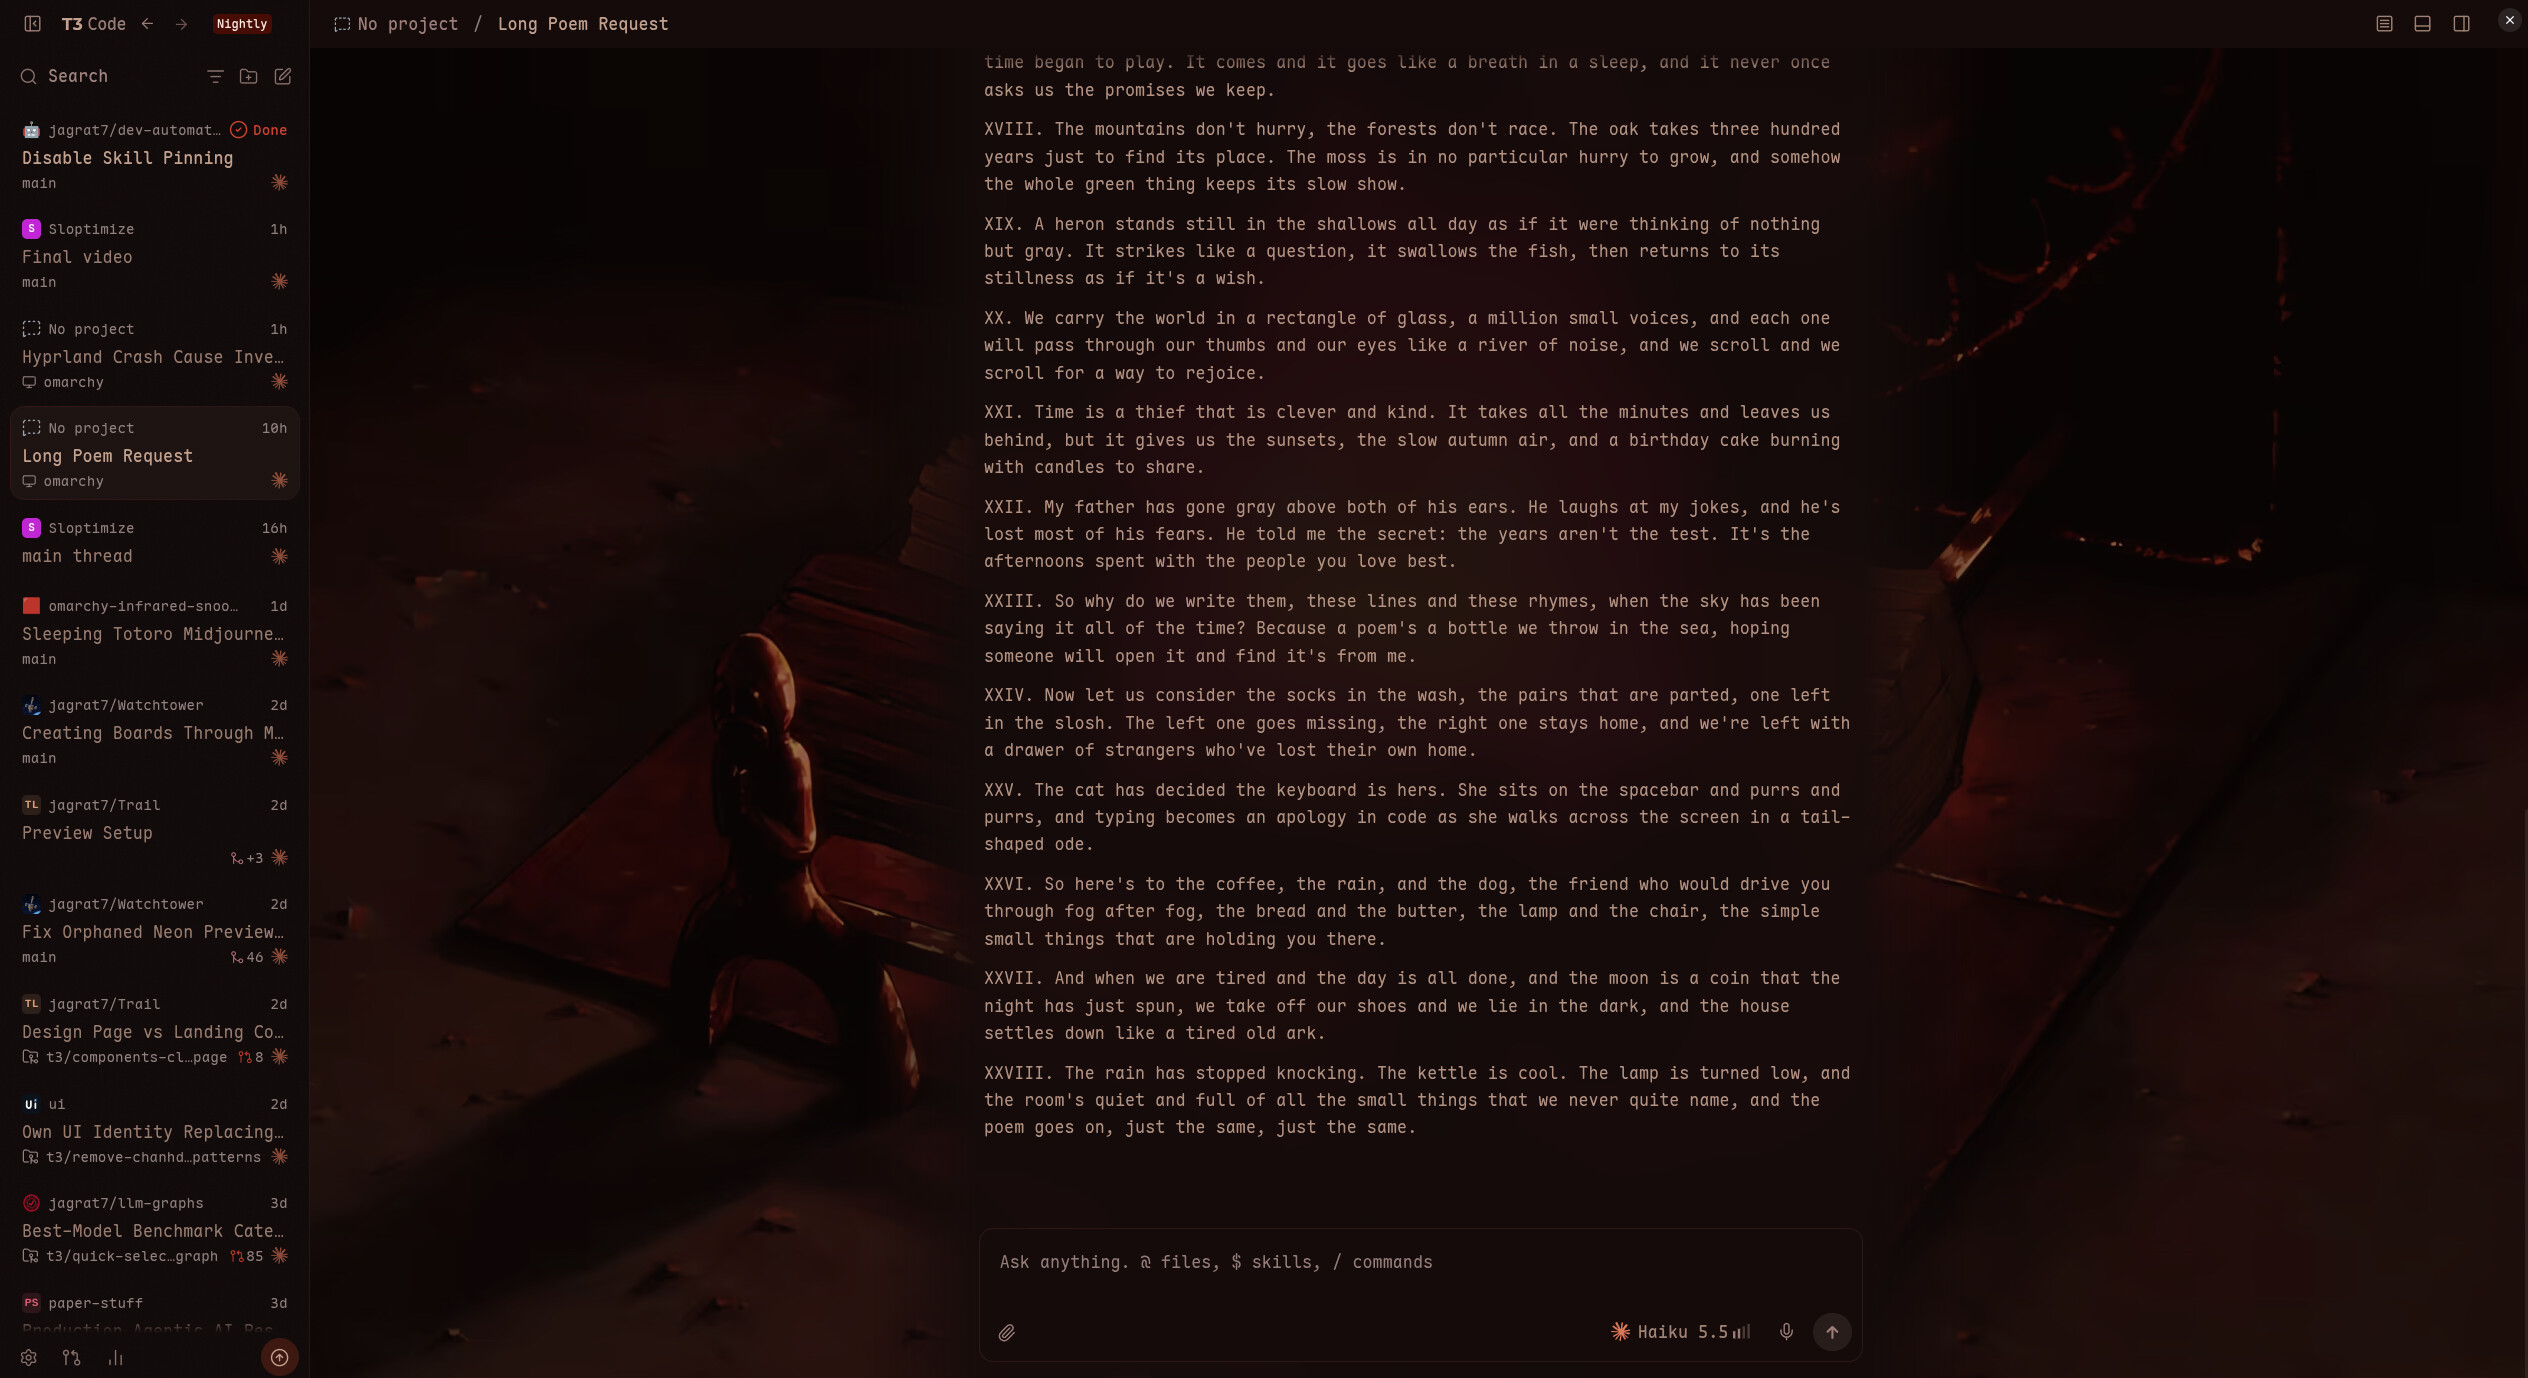 T3 Code
Nightly
No project / Long Poem Request
Search
jagrat7/dev-automat… Done
Disable Skill Pinning
main
S Sloptimize 1h
Final video
main
No project 1h
Hyprland Crash Cause Inve…
omarchy
No project 10h
Long Poem Request
omarchy
S Sloptimize 16h
main thread
omarchy-infrared-snoo… 1d
Sleeping Totoro Midjourne…
main
jagrat7/Watchtower 2d
Creating Boards Through M…
main
TL jagrat7/Trail 2d
Preview Setup
+3
jagrat7/Watchtower 2d
Fix Orphaned Neon Preview…
main 46
TL jagrat7/Trail 2d
Design Page vs Landing Co…
t3/components-cl…page 8
Ui ui 2d
Own UI Identity Replacing…
t3/remove-chanhd…patterns
jagrat7/llm-graphs 3d
Best-Model Benchmark Cate…
t3/quick-selec…graph 85
PS paper-stuff 3d
Production Agentic AI Res…
time began to play. It comes and it goes like a breath in a sleep, and it never once
asks us the promises we keep.
XVIII. The mountains don't hurry, the forests don't race. The oak takes three hundred
years just to find its place. The moss is in no particular hurry to grow, and somehow
the whole green thing keeps its slow show.
XIX. A heron stands still in the shallows all day as if it were thinking of nothing
but gray. It strikes like a question, it swallows the fish, then returns to its
stillness as if it's a wish.
XX. We carry the world in a rectangle of glass, a million small voices, and each one
will pass through our thumbs and our eyes like a river of noise, and we scroll and we
scroll for a way to rejoice.
XXI. Time is a thief that is clever and kind. It takes all the minutes and leaves us
behind, but it gives us the sunsets, the slow autumn air, and a birthday cake burning
with candles to share.
XXII. My father has gone gray above both of his ears. He laughs at my jokes, and he's
lost most of his fears. He told me the secret: the years aren't the test. It's the
afternoons spent with the people you love best.
XXIII. So why do we write them, these lines and these rhymes, when the sky has been
saying it all of the time? Because a poem's a bottle we throw in the sea, hoping
someone will open it and find it's from me.
XXIV. Now let us consider the socks in the wash, the pairs that are parted, one left
in the slosh. The left one goes missing, the right one stays home, and we're left with
a drawer of strangers who've lost their own home.
XXV. The cat has decided the keyboard is hers. She sits on the spacebar and purrs and
purrs, and typing becomes an apology in code as she walks across the screen in a tail-
shaped ode.
XXVI. So here's to the coffee, the rain, and the dog, the friend who would drive you
through fog after fog, the bread and the butter, the lamp and the chair, the simple
small things that are holding you there.
XXVII. And when we are tired and the day is all done, and the moon is a coin that the
night has just spun, we take off our shoes and we lie in the dark, and the house
settles down like a tired old ark.
XXVIII. The rain has stopped knocking. The kettle is cool. The lamp is turned low, and
the room's quiet and full of all the small things that we never quite name, and the
poem goes on, just the same, just the same.
Ask anything. @ files, $ skills, / commands
Haiku 5.5